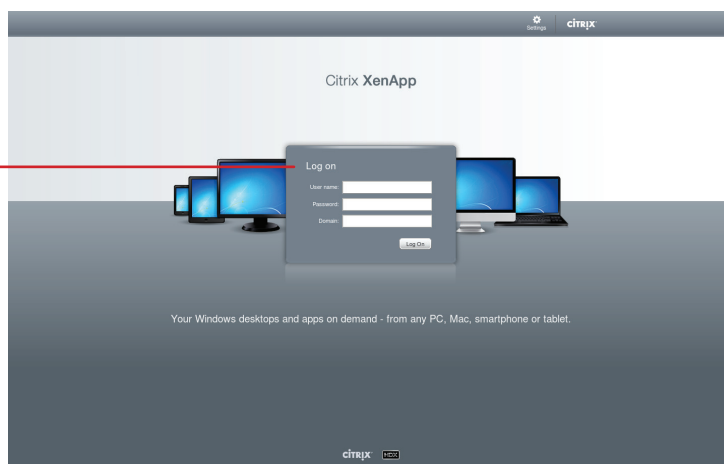 Settings
CITRIX
Citrix XenApp
Log on
User name:
Password:
Domain:
Log On
Your Windows desktops and apps on demand - from any PC, Mac, smartphone or tablet.
CITRIX HDX